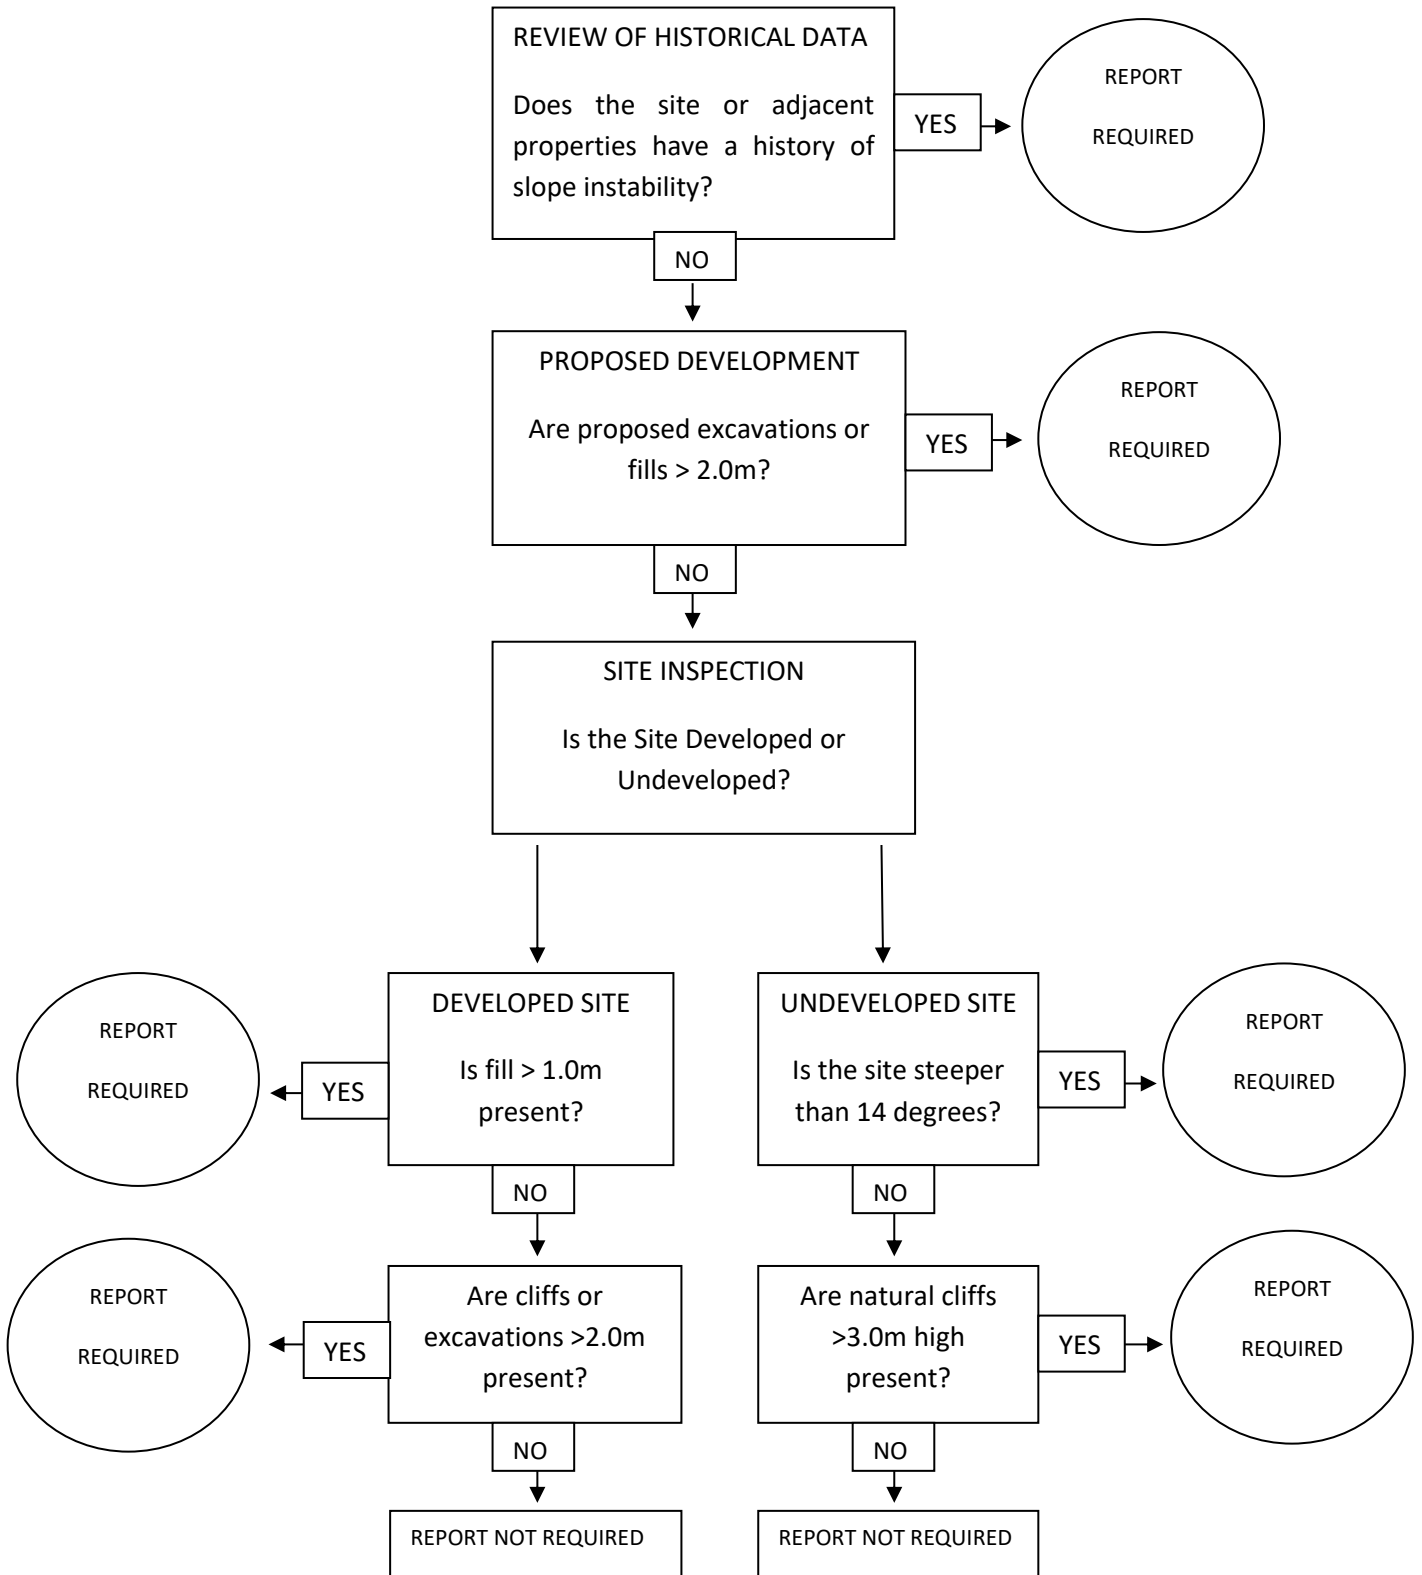 REVIEW OF HISTORICAL DATA
Does the site or adjacent
properties have a history of
slope instability?
YES
REPORT
REQUIRED
NO
PROPOSED DEVELOPMENT
Are proposed excavations or
fills > 2.0m?
YES
REPORT
REQUIRED
NO
SITE INSPECTION
Is the Site Developed or
Undeveloped?
DEVELOPED SITE
Is fill > 1.0m
present?
YES
REPORT
REQUIRED
NO
Are cliffs or
excavations >2.0m
present?
YES
REPORT
REQUIRED
NO
REPORT NOT REQUIRED
UNDEVELOPED SITE
Is the site steeper
than 14 degrees?
YES
REPORT
REQUIRED
NO
Are natural cliffs
>3.0m high
present?
YES
REPORT
REQUIRED
NO
REPORT NOT REQUIRED